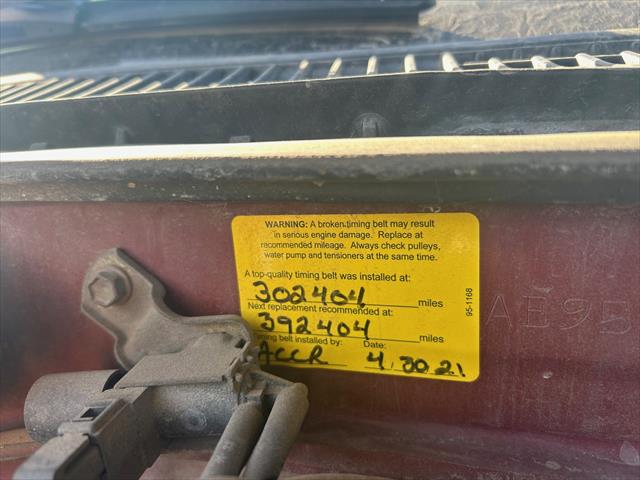 WARNING: A broken timing belt may result
in serious engine damage. Replace at
recommended mileage. Always check pulleys,
water pump and tensioners at the same time.
A top-quality timing belt was installed at:
302404 miles
Next replacement recommended at:
392404 miles
Timing belt installed by: Date:
ACCR 4.30.21
95-1168